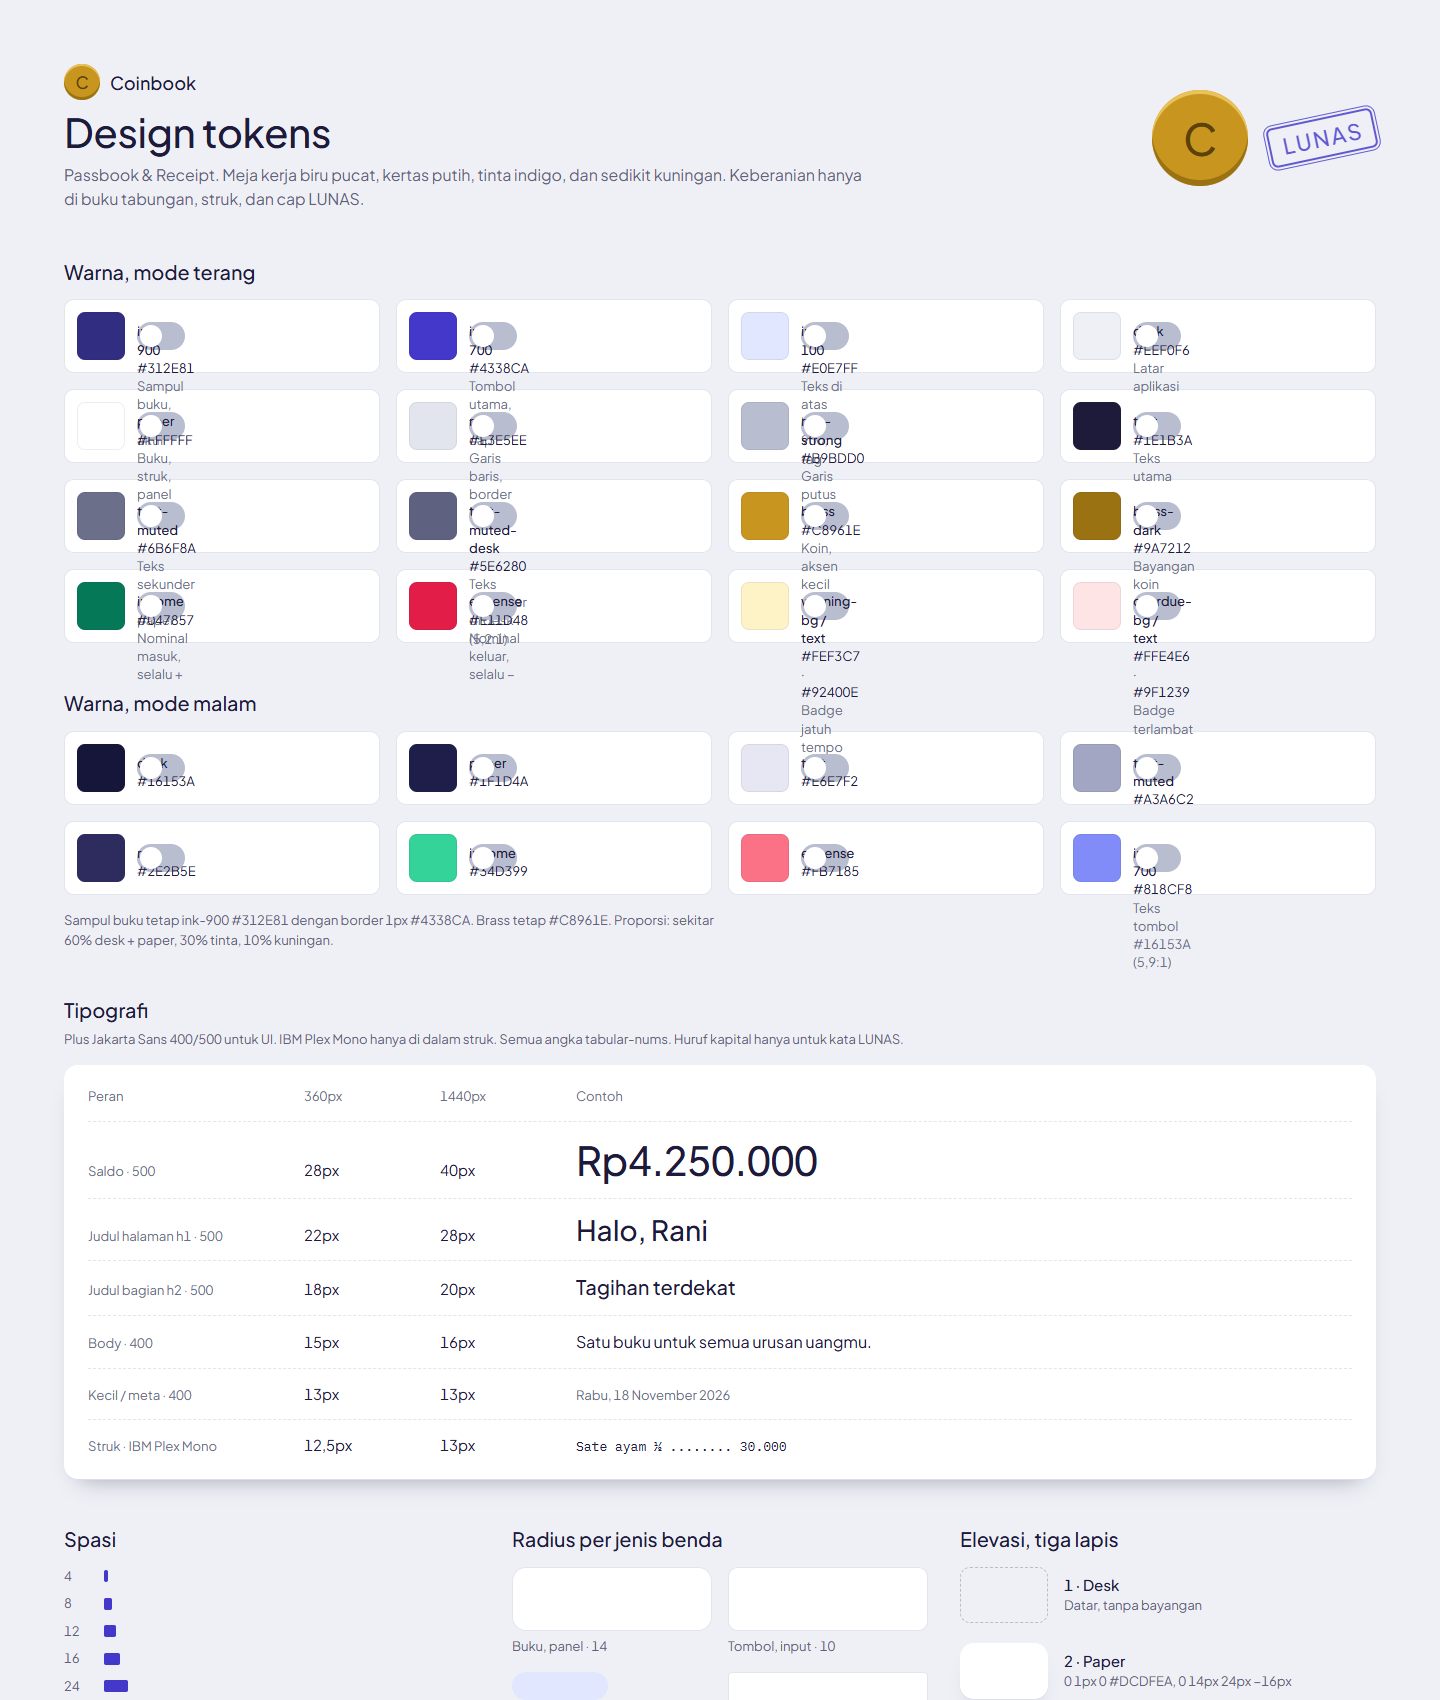 C Coinbook
Design tokens
Passbook & Receipt. Meja kerja biru pucat, kertas putih, tinta indigo, dan sedikit kuningan. Keberanian hanya
di buku tabungan, struk, dan cap LUNAS.
C
LUNAS
Warna, mode terang
900
#312E81
Sampul
buku,
700
#4338CA
Tombol
utama,
100
#E0E7FF
Teks di
atas
#EEF0F6
Latar
aplikasi
#FFFFFF
Buku,
struk,
panel
#E3E5EE
Garis
baris,
border
strong
#B9BDD0
Garis
putus
#1E1B3A
Teks
utama
muted
#6B6F8A
Teks
sekunder
muted-
desk
#5E6280
Teks
#C8961E
Koin,
aksen
kecil
dark
#9A7212
Bayangan
koin
#047857
Nominal
masuk,
selalu +
#E11D48
Nominal
keluar,
selalu −
bg /
text
#FEF3C7
·
#92400E
Badge
jatuh
tempo
bg /
text
#FFE4E6
·
#9F1239
Badge
terlambat
Warna, mode malam
#16153A
#1F1D4A
#E6E7F2
muted
#A3A6C2
#2E2B5E
#34D399
#FB7185
700
#818CF8
Teks
tombol
#16153A
(5,9:1)
Sampul buku tetap ink-900 #312E81 dengan border 1px #4338CA. Brass tetap #C8961E. Proporsi: sekitar
60% desk + paper, 30% tinta, 10% kuningan.
Tipografi
Plus Jakarta Sans 400/500 untuk UI. IBM Plex Mono hanya di dalam struk. Semua angka tabular-nums. Huruf kapital hanya untuk kata LUNAS.
Peran 360px 1440px Contoh
Saldo · 500 28px 40px Rp4.250.000
Judul halaman h1 · 500 22px 28px Halo, Rani
Judul bagian h2 · 500 18px 20px Tagihan terdekat
Body · 400 15px 16px Satu buku untuk semua urusan uangmu.
Kecil / meta · 400 13px 13px Rabu, 18 November 2026
Struk · IBM Plex Mono 12,5px 13px Sate ayam ........ 30.000
Spasi
4
8
12
16
24
Radius per jenis benda
Buku, panel · 14
Tombol, input · 10
Elevasi, tiga lapis
1 · Desk
Datar, tanpa bayangan
2 · Paper
0 1px 0 #DCDFEA, 0 14px 24px −16px